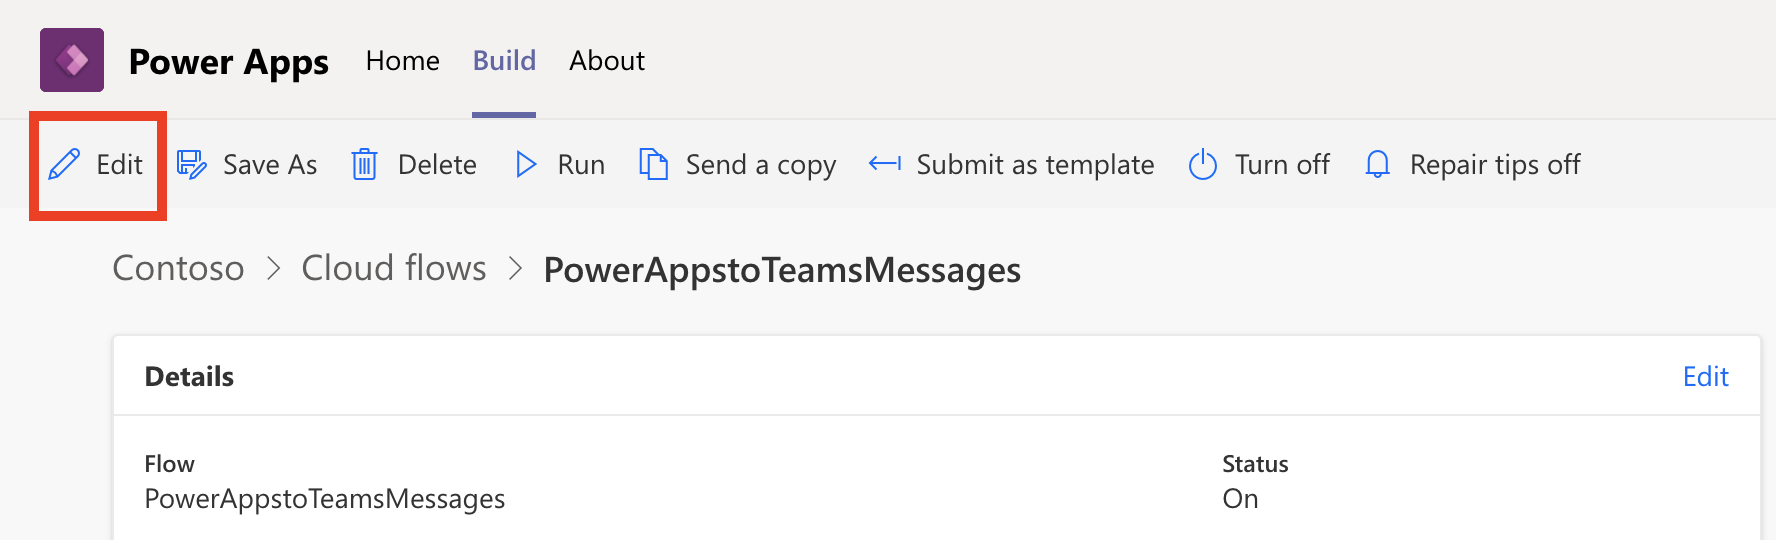 Power Apps Home Build About
Edit Save As Delete Run Send a copy Submit as template Turn off Repair tips off
Contoso > Cloud flows > PowerAppstoTeamsMessages
Details Edit
Flow Status
PowerAppstoTeamsMessages On